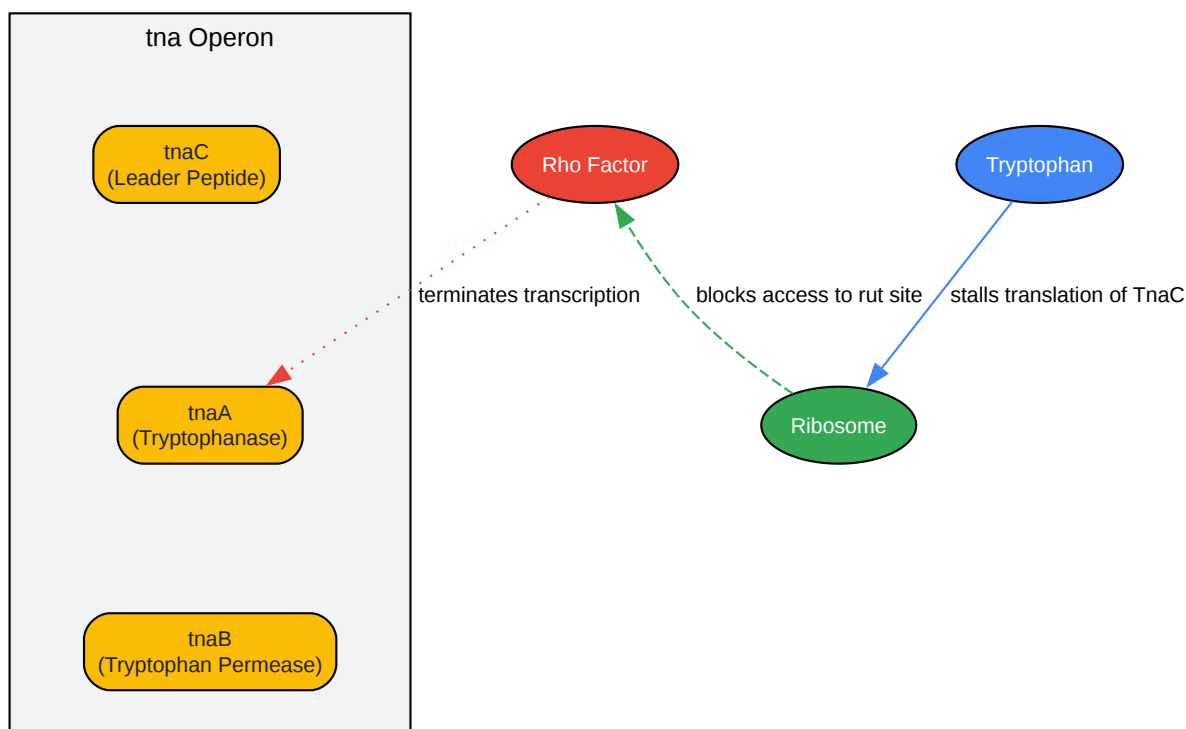 tna Operon
tnaC
(Leader Peptide)
Rho Factor
Tryptophan
terminates transcription
blocks access to rut site
stalls translation of TnaC
tnaA
(Tryptophanase)
Ribosome
tnaB
(Tryptophan Permease)